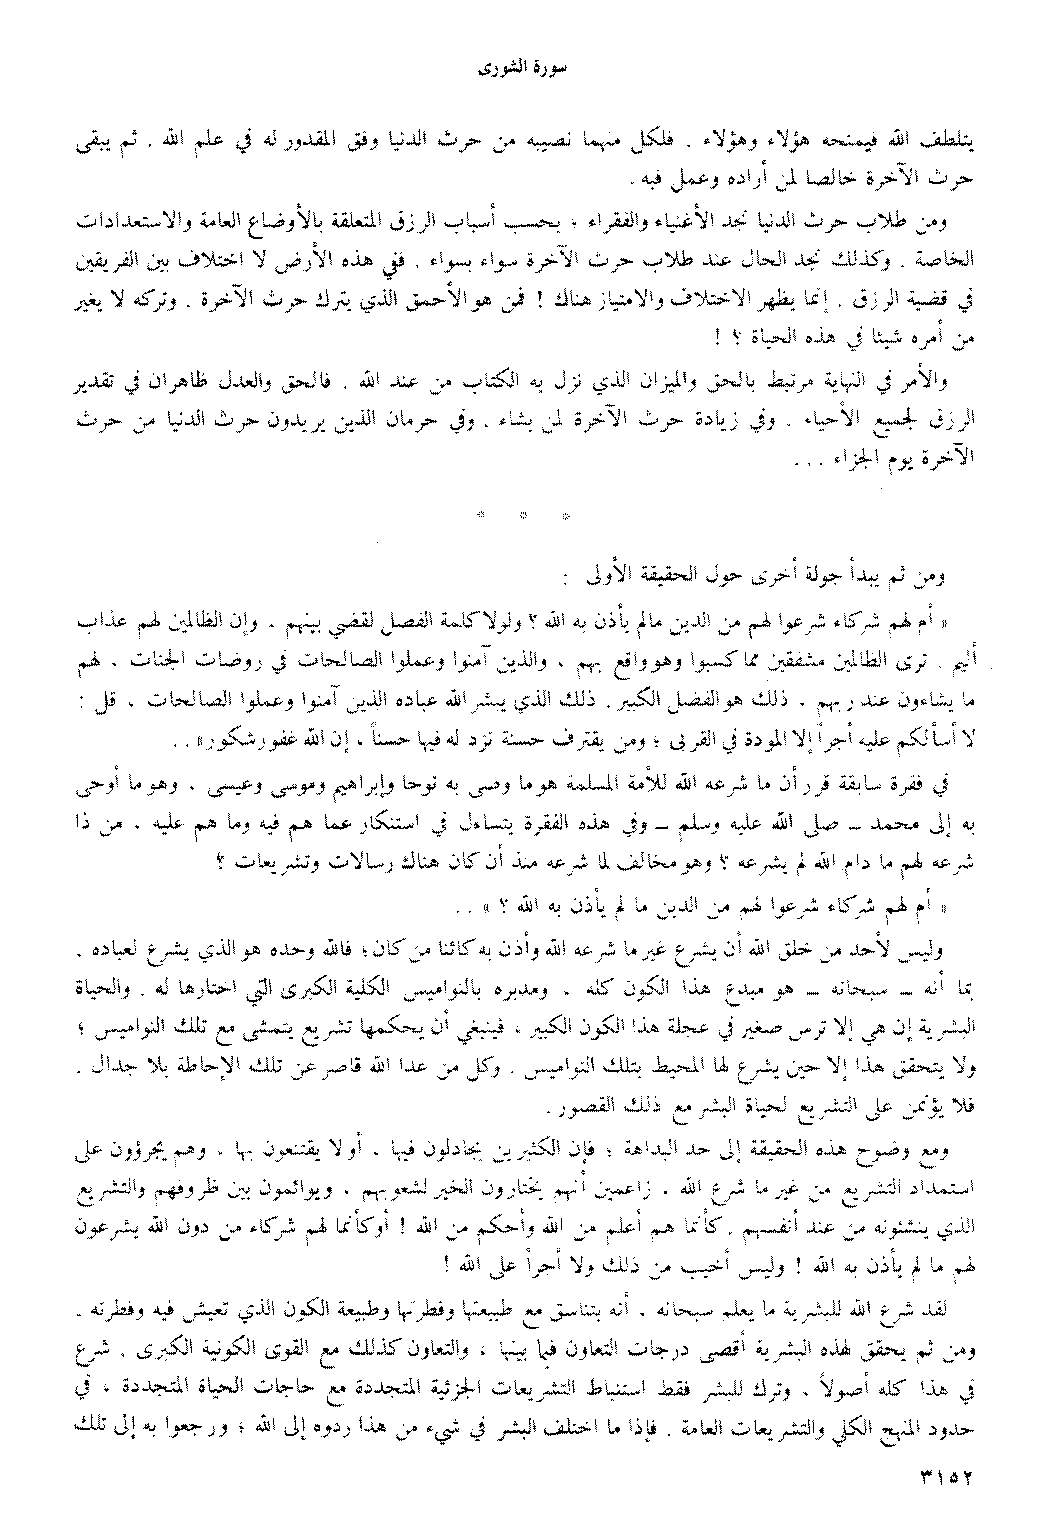 سورة الشورى
يتلطف الله فيمنحه هؤلاء وهؤلاء . فلكل منهما نصيبه من حرث الدنيا وفق المقدور له في علم الله . ثم يبقى
حرث الآخرة خالصا لمن أراده وعمل فيه .
ومن طلاب حرث الدنيا نجد الأغنياء والفقراء ؛ بحسب أسباب الرزق المتعلقة بالأوضاع العامة والاستعدادات
الخاصة . وكذلك نجد الحال عند طلاب حرث الآخرة سواء بسواء . ففي هذه الأرض لا اختلاف بين الفريقين
في قضية الرزق . إنما يظهر الاختلاف والامتياز هناك ! فمن هو الأحمق الذي يترك حرث الآخرة . وتركه لا يغير
من أمره شيئا في هذه الحياة ؟ !
والأمر في النهاية مرتبط بالحق والميزان الذي نزل به الكتاب من عند الله . فالحق والعدل ظاهران في تقدير
الرزق لجميع الأحياء . وفي زيادة حرث الآخرة لمن يشاء . وفي حرمان الذين يريدون حرث الدنيا من حرث
الآخرة يوم الجزاء . . .
* * *
ومن ثم يبدأ جولة أخرى حول الحقيقة الأولى :
« أم لهم شركاء شرعوا لهم من الدين مالم يأذن به الله ؟ ولولا كلمة الفصل لقضي بينهم . وإن الظالمين لهم عذاب
أليم . ترى الظالمين مشفقين مما كسبوا وهو واقع بهم ، والذين آمنوا وعملوا الصالحات في روضات الجنات ، لهم
ما يشاءون عند ربهم . ذلك هو الفضل الكبير . ذلك الذي يبشر الله عباده الذين آمنوا وعملوا الصالحات . قل :
لا أسألكم عليه أجراً إلا المودة في القربى ؛ ومن يقترف حسنة نزد له فيها حسناً . إن الله غفور شكور » . .
في فقرة سابقة قرر أن ما شرعه الله للأمة المسلمة هو ما وصى به نوحا وإبراهيم وموسى وعيسى ، وهو ما أوحى
به إلى محمد – صلى الله عليه وسلم – وفي هذه الفقرة يتساءل في استنكار عما هم فيه وما هم عليه . من ذا
شرعه لهم ما دام الله لم يشرعه ؟ وهو مخالف لما شرعه منذ أن كان هناك رسالات وتشريعات ؟
« أم لهم شركاء شرعوا لهم من الدين ما لم يأذن به الله ؟ » . .
وليس لأحد من خلق الله أن يشرع غير ما شرعه الله وأذن به كائنا من كان ؛ فالله وحده هو الذي يشرع لعباده .
بما أنه – سبحانه – هو مبدع هذا الكون كله ، ومدبره بالنواميس الكلية الكبرى التي اختارها له . والحياة
البشرية إن هي إلا ترس صغير في عجلة هذا الكون الكبير ، فينبغي أن يحكمها تشريع يتمشى مع تلك النواميس ؛
ولا يتحقق هذا إلا حين يشرع لها المحيط بتلك النواميس . وكل من عدا الله قاصر عن تلك الإحاطة بلا جدال .
فلا يؤتمن على التشريع لحياة البشر مع ذلك القصور .
ومع وضوح هذه الحقيقة إلى حد البداهة ؛ فإن الكثيرين يجادلون فيها ، أو لا يقتنعون بها ، وهم يجرؤون على
استمداد التشريع من غير ما شرع الله ، زاعمين أنهم يختارون الخير لشعوبهم ، ويوائمون بين ظروفهم والتشريع
الذي ينشئونه من عند أنفسهم . كأنما هم أعلم من الله وأحكم من الله ! أو كأنما لهم شركاء من دون الله يشرعون
لهم ما لم يأذن به الله ! وليس أخيب من ذلك ولا أجرأ على الله !
لقد شرع الله للبشرية ما يعلم سبحانه . أنه يتناسق مع طبيعتها وفطرتها وطبيعة الكون الذي تعيش فيه وفطرته .
ومن ثم يحقق لهذه البشرية أقصى درجات التعاون فيما بينها ، والتعاون كذلك مع القوى الكونية الكبرى . شرع
في هذا كله أصولاً ، وترك للبشر فقط استنباط التشريعات الجزئية المتجددة مع حاجات الحياة المتجددة ، في
حدود المنهج الكلي والتشريعات العامة . فإذا ما اختلف البشر في شيء من هذا ردوه إلى الله ؛ ورجعوا به إلى تلك
٣١٥٢